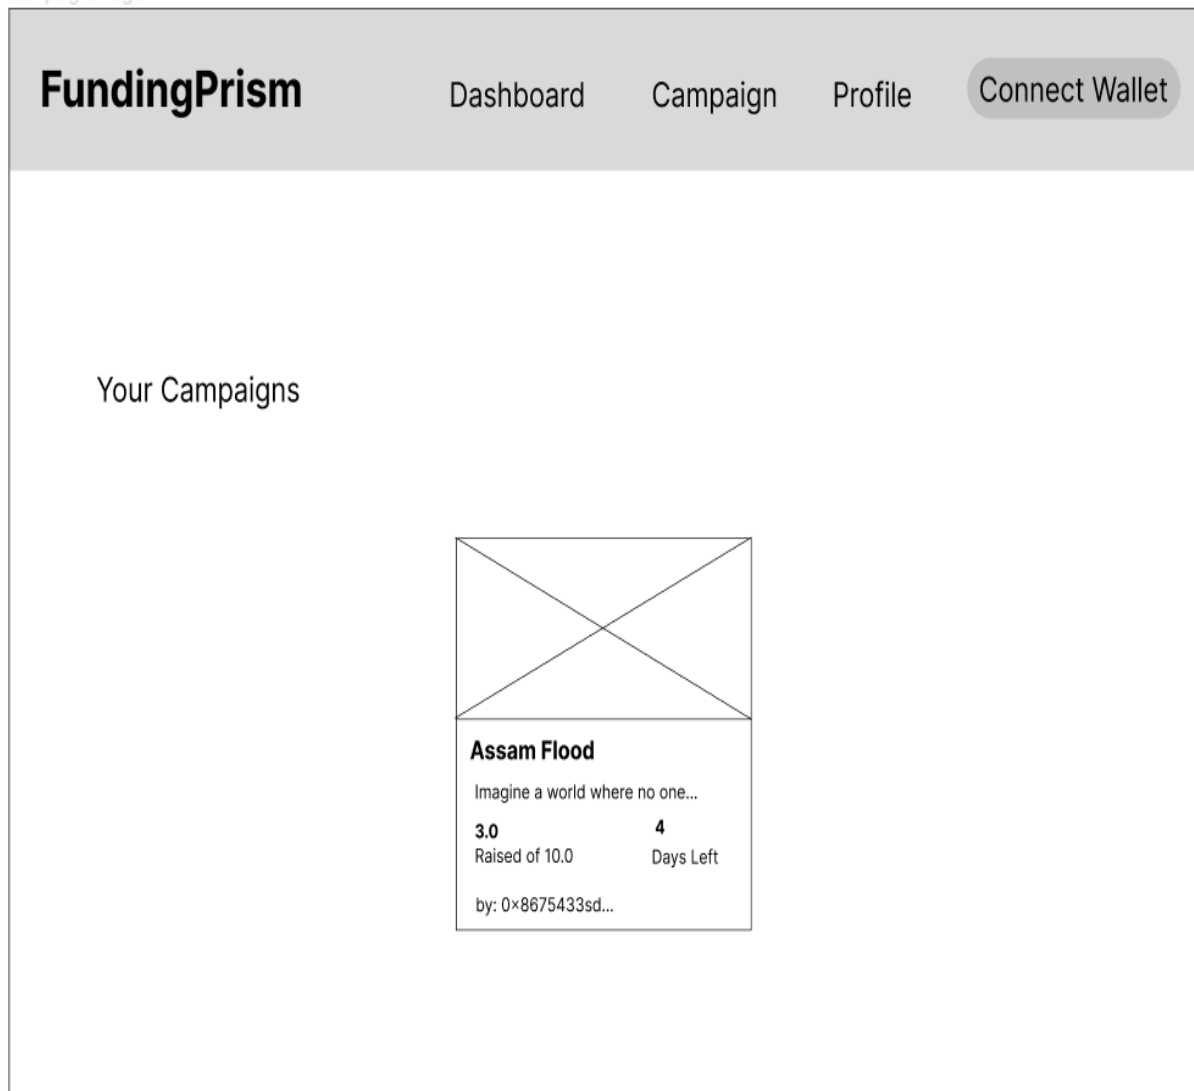 FundingPrism Dashboard Campaign Profile Connect Wallet
Your Campaigns
Assam Flood
Imagine a world where no one...
3.0 4
Raised of 10.0 Days Left
by: 0×8675433sd...